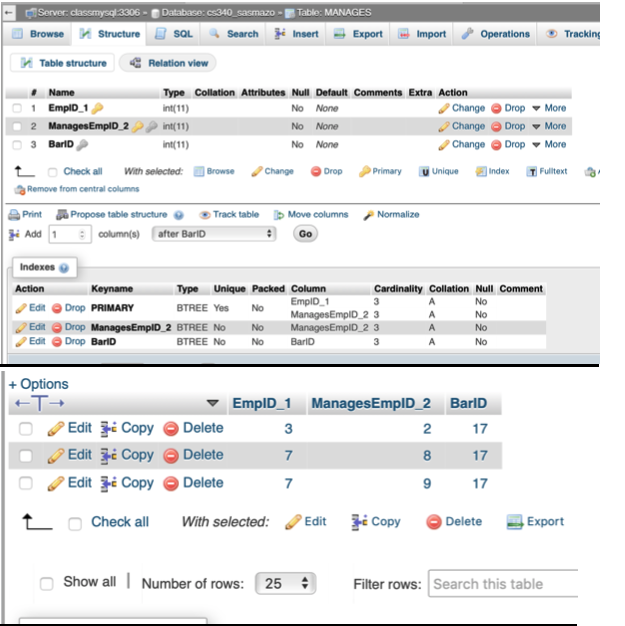 Server: classmysql:3306 » Database: cs340_sasmazo » Table: MANAGES
Browse Structure SQL Search Insert Export Import Operations Tracking
Table structure Relation view
# Name Type Collation Attributes Null Default Comments Extra Action
1 EmpID_1 int(11) No None Change Drop More
2 ManagesEmpID_2 int(11) No None Change Drop More
3 BarID int(11) No None Change Drop More
Check all With selected: Browse Change Drop Primary Unique Index Fulltext
Remove from central columns
Print Propose table structure Track table Move columns Normalize
Add 1 column(s) after BarID Go
Indexes
Action Keyname Type Unique Packed Column Cardinality Collation Null Comment
Edit Drop PRIMARY BTREE Yes No EmpID_1 3 A No
ManagesEmpID_2 3 A No
Edit Drop ManagesEmpID_2 BTREE No No ManagesEmpID_2 3 A No
Edit Drop BarID BTREE No No BarID 3 A No
+ Options
←T→ EmpID_1 ManagesEmpID_2 BarID
Edit Copy Delete 3 2 17
Edit Copy Delete 7 8 17
Edit Copy Delete 7 9 17
Check all With selected: Edit Copy Delete Export
Show all | Number of rows: 25 Filter rows: Search this table